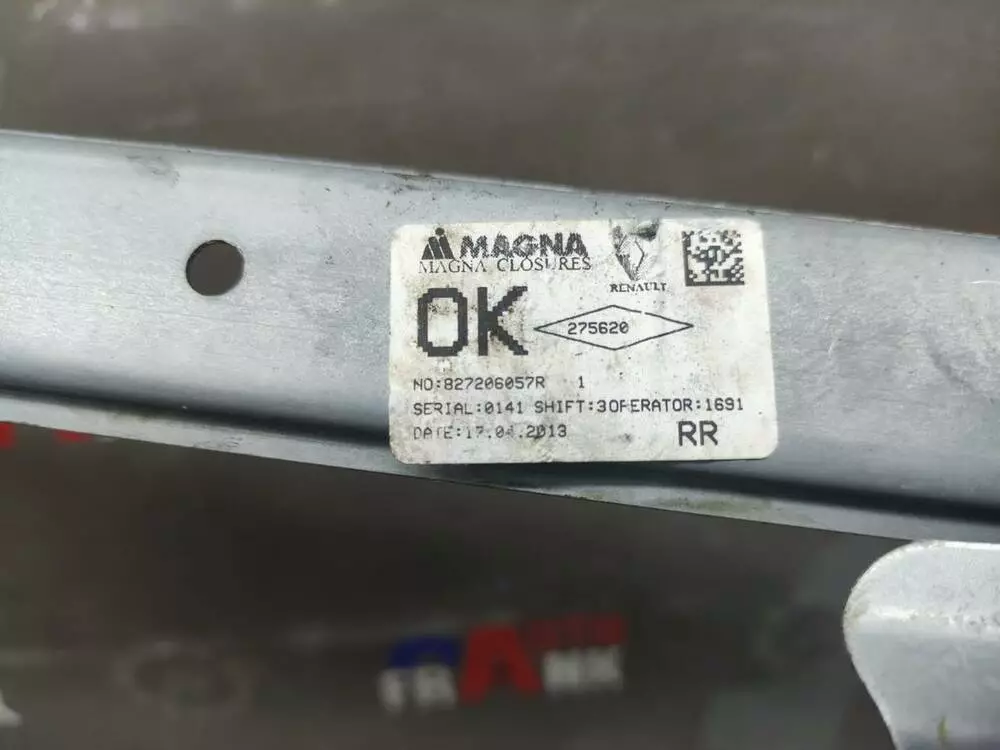 MAGNA
MAGNA CLOSURES
RENAULT
OK
275620
NO:827206057R 1
SERIAL:0141 SHIFT:3OPERATOR:1691
DATE:17.04.2013
RR
FRANK